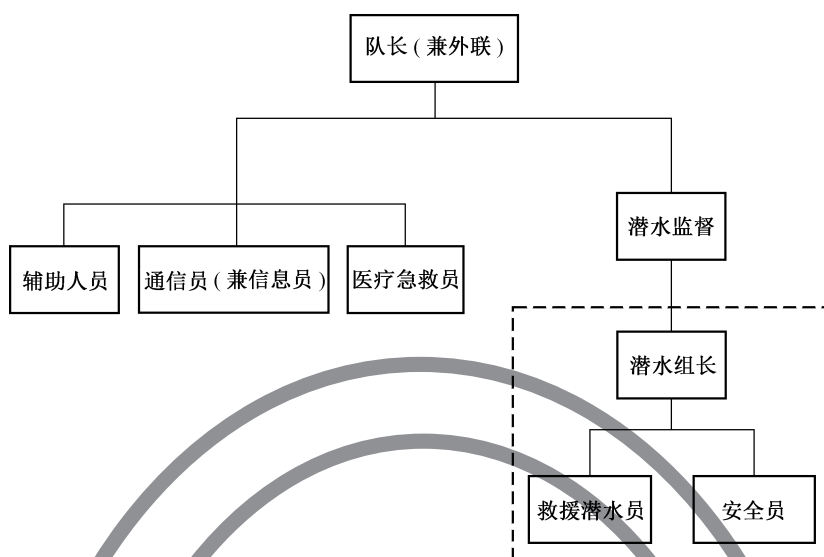 队长(兼外联)
潜水监督
辅助人员
通信员(兼信息员)
医疗急救员
潜水组长
救援潜水员
安全员